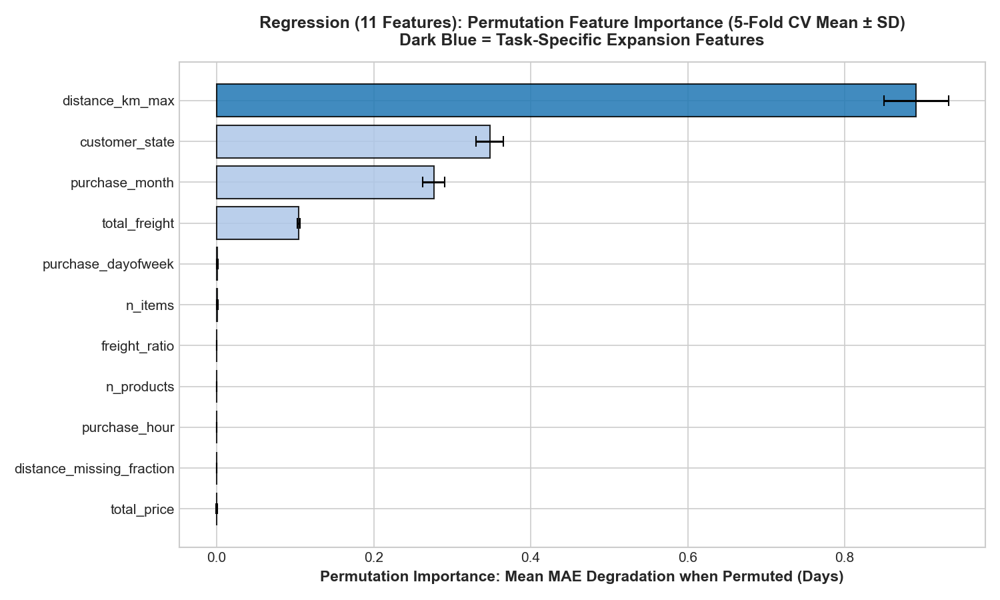 Regression (11 Features): Permutation Feature Importance (5-Fold CV Mean ± SD)
Dark Blue = Task-Specific Expansion Features
distance_km_max
customer_state
purchase_month
total_freight
purchase_dayofweek
n_items
freight_ratio
n_products
purchase_hour
distance_missing_fraction
total_price
0.0 0.2 0.4 0.6 0.8
Permutation Importance: Mean MAE Degradation when Permuted (Days)